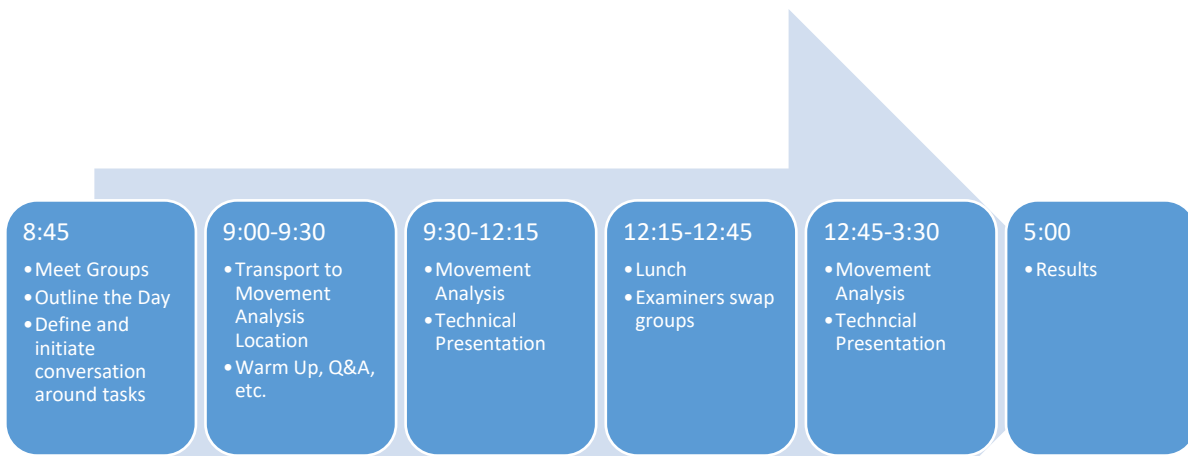 8:45
•Meet Groups
•Outline the Day
•Define and
initiate
conversation
around tasks
9:00-9:30
•Transport to
Movement
Analysis
Location
•Warm Up, Q&A,
etc.
9:30-12:15
•Movement
Analysis
•Technical
Presentation
12:15-12:45
•Lunch
•Examiners swap
groups
12:45-3:30
•Movement
Analysis
•Techncial
Presentation
5:00
•Results